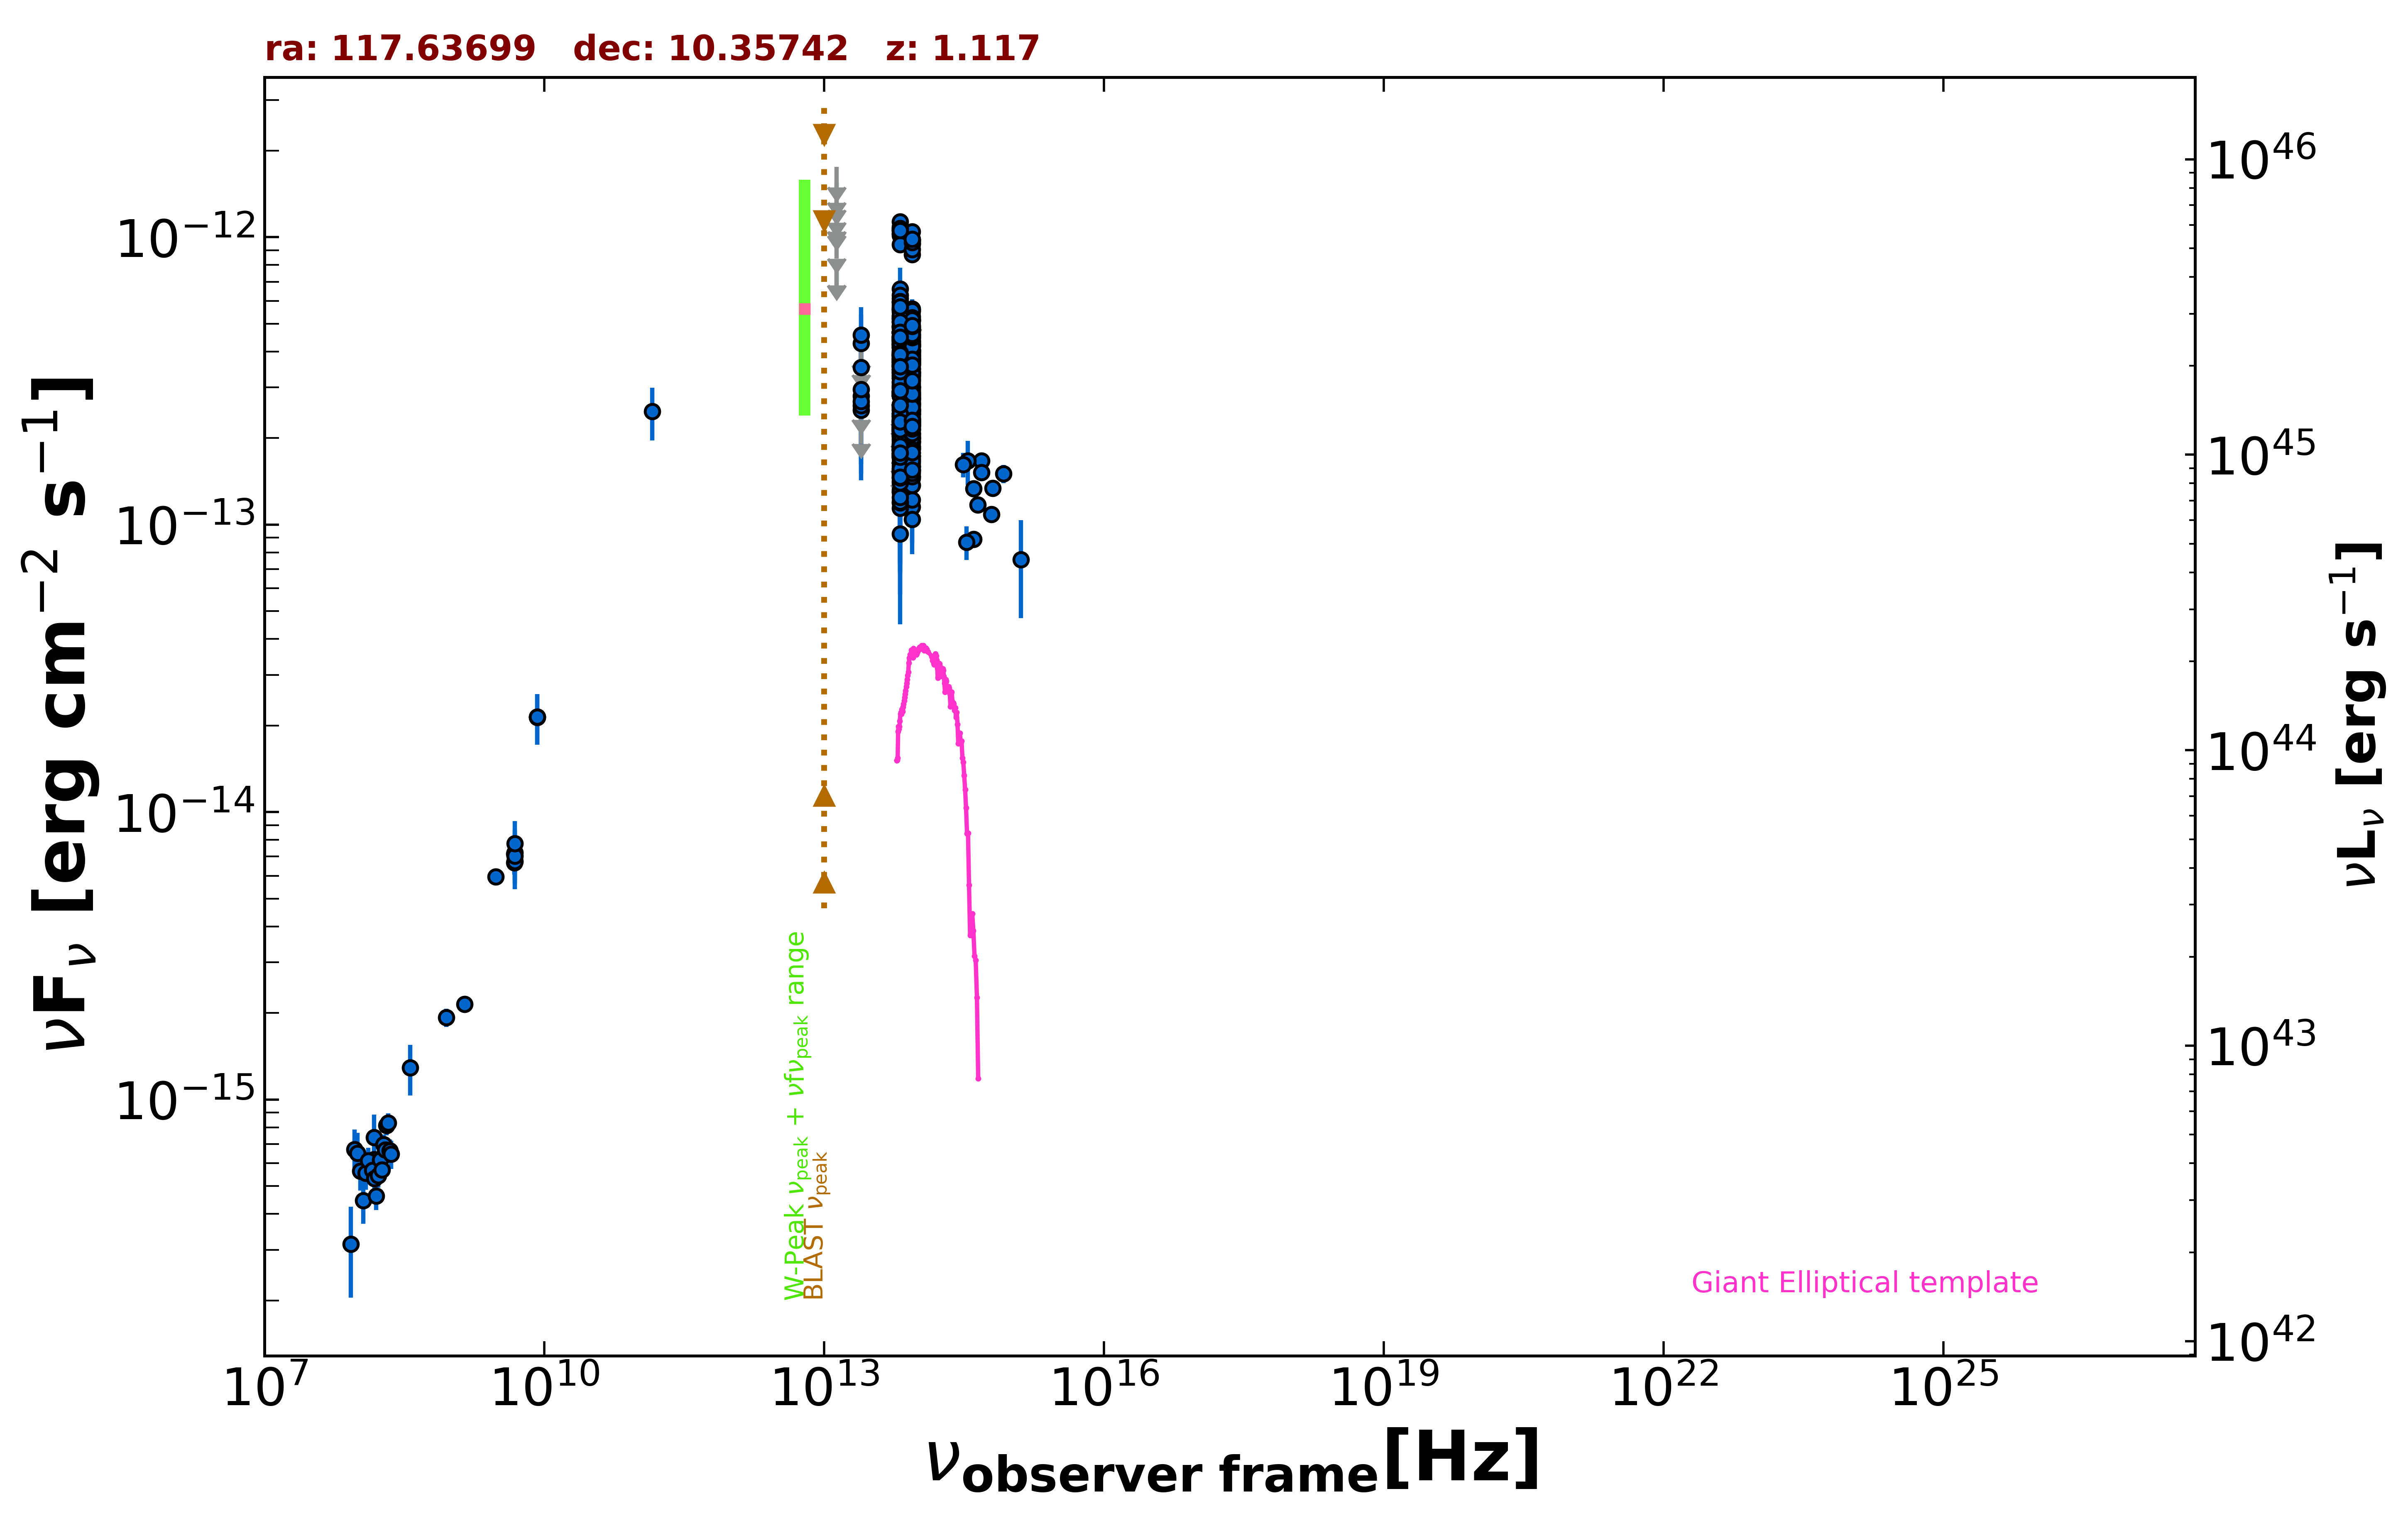 ra: 117.63699   dec: 10.35742   z: 1.117
νFν [erg cm−2 s−1]
10−12
10−13
10−14
10−15
1046
1045
1044
1043
1042
νLν [erg s−1]
W-Peak νpeak + νfνpeak range
BLAST νpeak
Giant Elliptical template
107 1010 1013 1016 1019 1022 1025
νobserver frame[Hz]